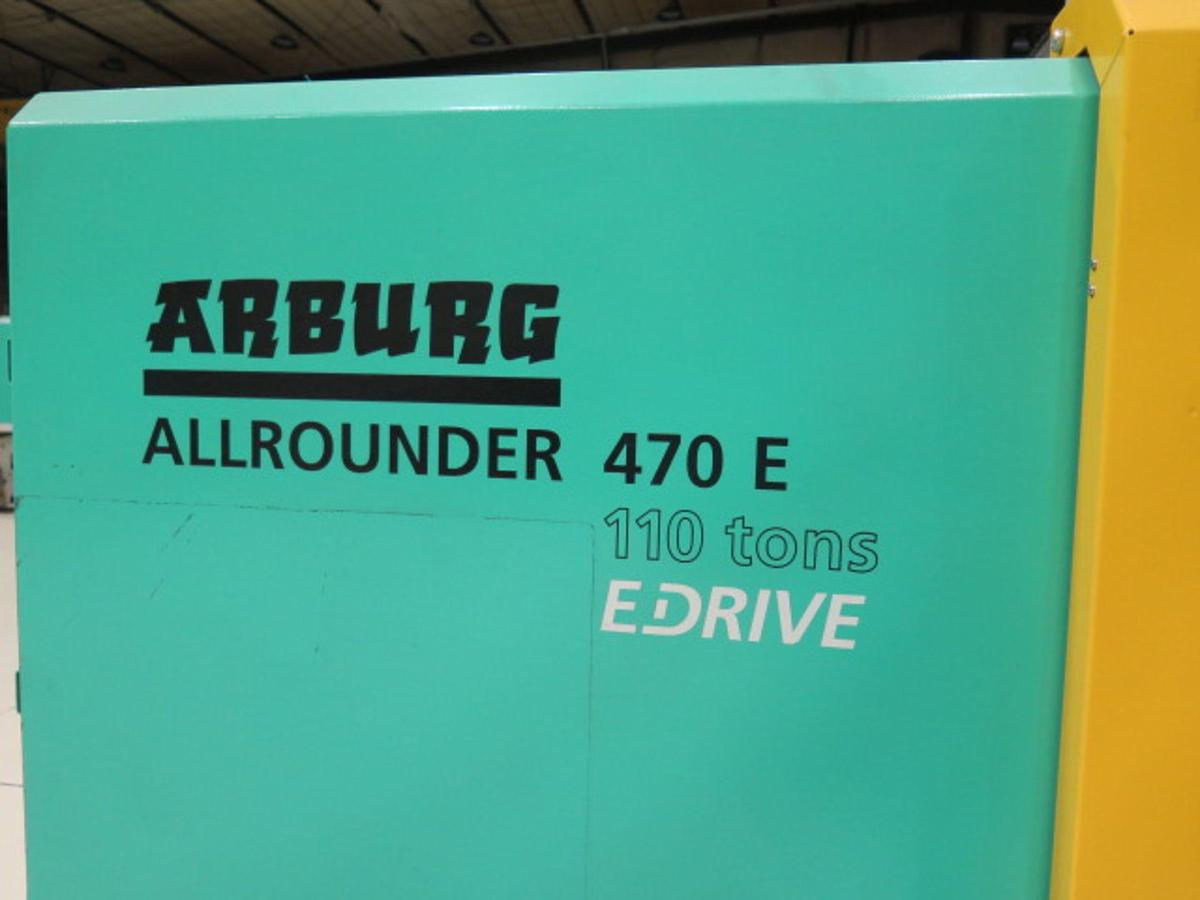 ARBURG
ALLROUNDER 470 E
110 tons
EDRIVE